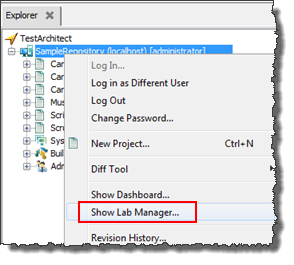 Explorer
TestArchitect
SampleRepository (localhost) [administrator]
Car
Log In...
Car
Log in as Different User
Car
Log Out
Mus
Change Password...
Scri
Scr
New Project...
Ctrl+N
Sys
Buil
Diff Tool
Adm
Show Dashboard...
Show Lab Manager...
Revision History...